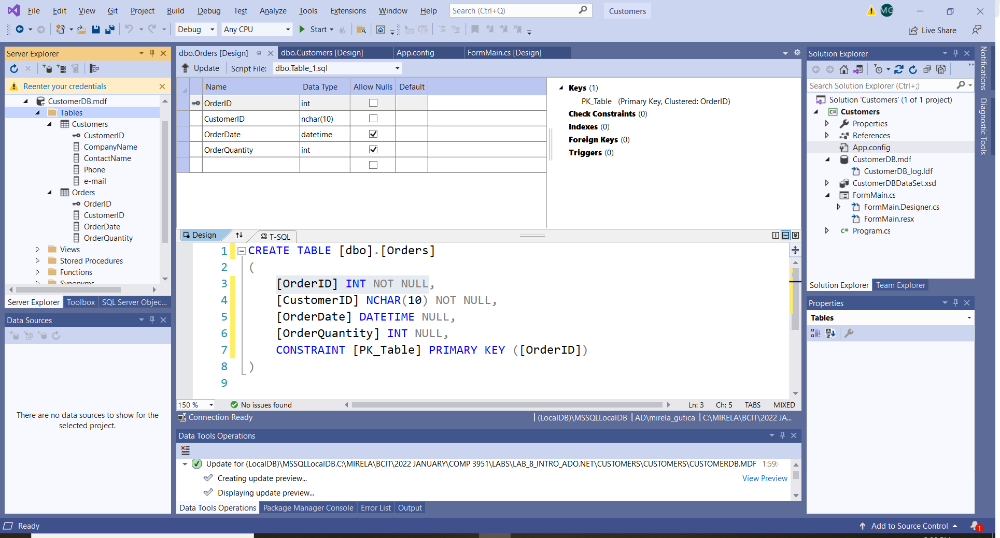 File Edit View Git Project Build Debug Test Analyze Tools Extensions Window Help Search (Ctrl+Q) Customers MG
Debug Any CPU Start Live Share
Server Explorer
Reenter your credentials
CustomerDB.mdf
Tables
Customers
CustomerID
CompanyName
ContactName
Phone
e-mail
Orders
OrderID
CustomerID
OrderDate
OrderQuantity
Views
Stored Procedures
Functions
Synonyms
Server Explorer Toolbox SQL Server Objec...
Data Sources
There are no data sources to show for the
selected project.
dbo.Orders [Design] dbo.Customers [Design] App.config FormMain.cs [Design]
Update Script File: dbo.Table_1.sql
Name Data Type Allow Nulls Default
OrderID int
CustomerID nchar(10)
OrderDate datetime
OrderQuantity int
Keys (1)
PK_Table (Primary Key, Clustered: OrderID)
Check Constraints (0)
Indexes (0)
Foreign Keys (0)
Triggers (0)
Design T-SQL
1 CREATE TABLE [dbo].[Orders]
2 (
3 [OrderID] INT NOT NULL,
4 [CustomerID] NCHAR(10) NOT NULL,
5 [OrderDate] DATETIME NULL,
6 [OrderQuantity] INT NULL,
7 CONSTRAINT [PK_Table] PRIMARY KEY ([OrderID])
8 )
9
150 % No issues found Ln: 3 Ch: 5 TABS MIXED
Connection Ready (LocalDB)\MSSQLLocalDB AD\mirela_gutica C:\MIRELA\BCIT\2022 JA...
Data Tools Operations
Update for (LocalDB)\MSSQLLocalDB.C:\MIRELA\BCIT\2022 JANUARY\COMP 3951\LABS\LAB_8_INTRO_ADO.NET\CUSTOMERS\CUSTOMERS\CUSTOMERDB.MDF 1:59:
Creating update preview... View Preview
Displaying update preview...
Data Tools Operations Package Manager Console Error List Output
Solution Explorer
Search Solution Explorer (Ctrl+;)
Solution 'Customers' (1 of 1 project)
C# Customers
Properties
References
App.config
CustomerDB.mdf
CustomerDB_log.ldf
CustomerDBDataSet.xsd
FormMain.cs
FormMain.Designer.cs
FormMain.resx
C# Program.cs
Solution Explorer Team Explorer
Properties
Tables
Notifications
Diagnostic Tools
Ready Add to Source Control 1